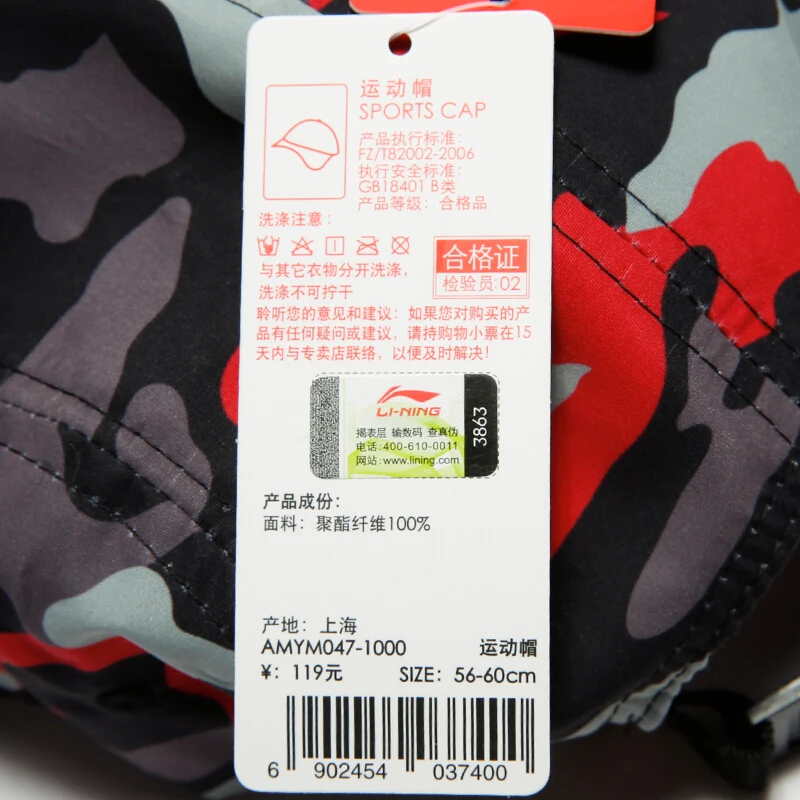 运动帽
SPORTS CAP
产品执行标准:
FZ/T82002-2006
执行安全标准:
GB18401 B类
产品等级: 合格品
洗涤注意:
与其它衣物分开洗涤,
洗涤不可拧干
合格证
检验员:02
聆听您的意见和建议: 如果您对购买的产
品有任何疑问或建议, 请持购物小票在15
天内与专卖店联络, 以便及时解决!
LI-NING
揭表层 输数码 查真伪
电话:400-610-0011
网站:www.lining.com
3863
产品成份:
面料: 聚酯纤维100%
产地: 上海
AMYM047-1000 运动帽
¥: 119元 SIZE: 56-60cm
6 902454 037400